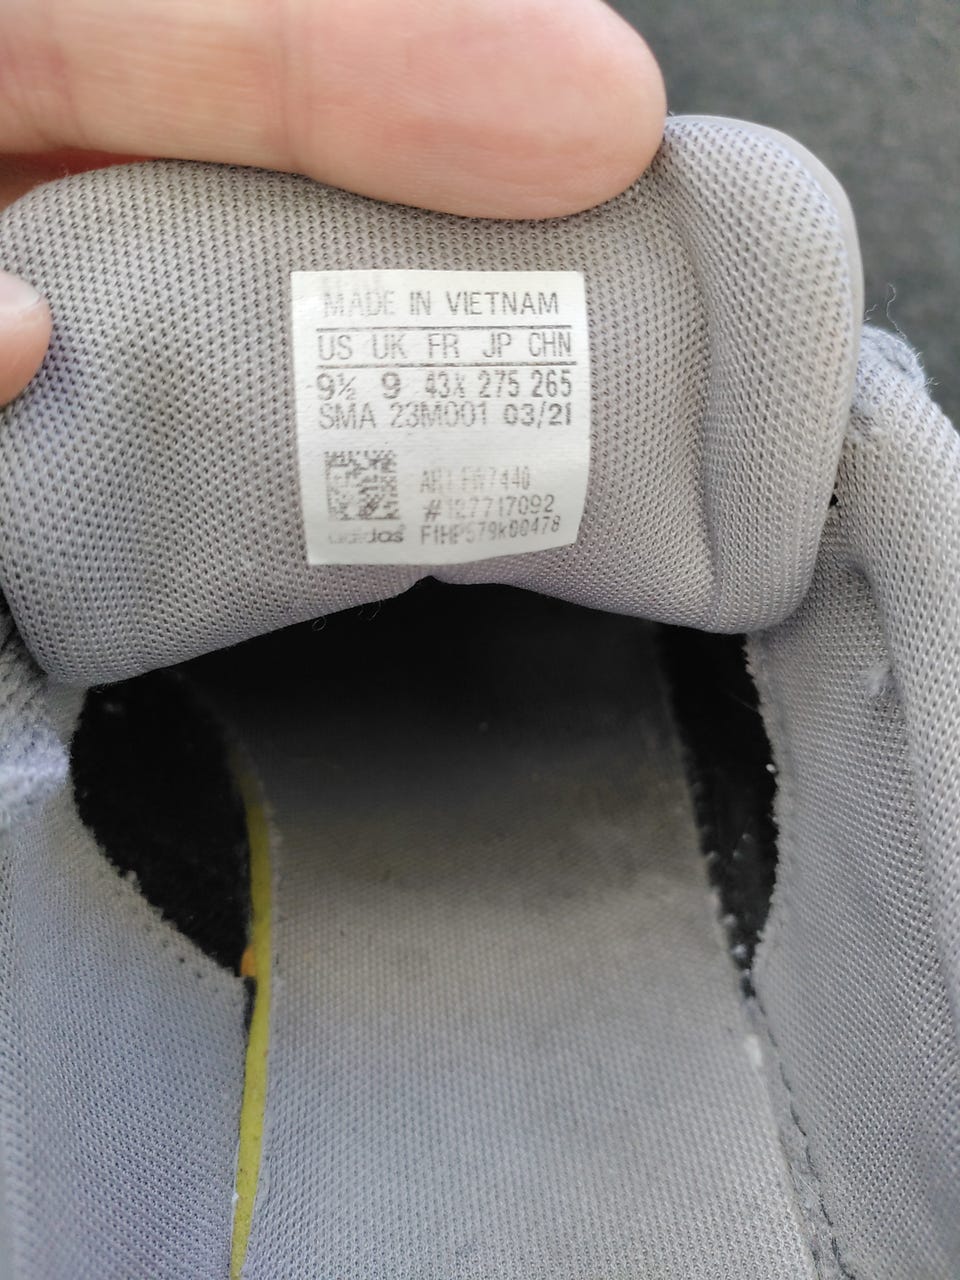 MADE IN VIETNAM
US UK FR JP CHN
9½ 9 43⅓ 275 265
SMA 23M001 03/21
ART FW7440
#127717092
adidas F1HPS79k00478